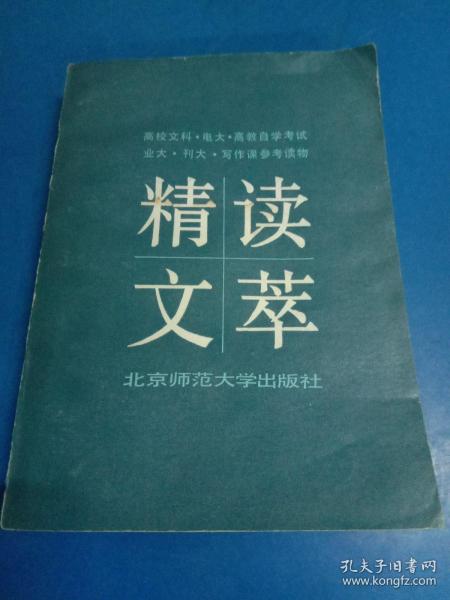 高校文科·电大·高教自学考试
业大·刊大·写作课参考读物
精读
文萃
北京师范大学出版社
孔夫子旧书网
www.kongfz.com